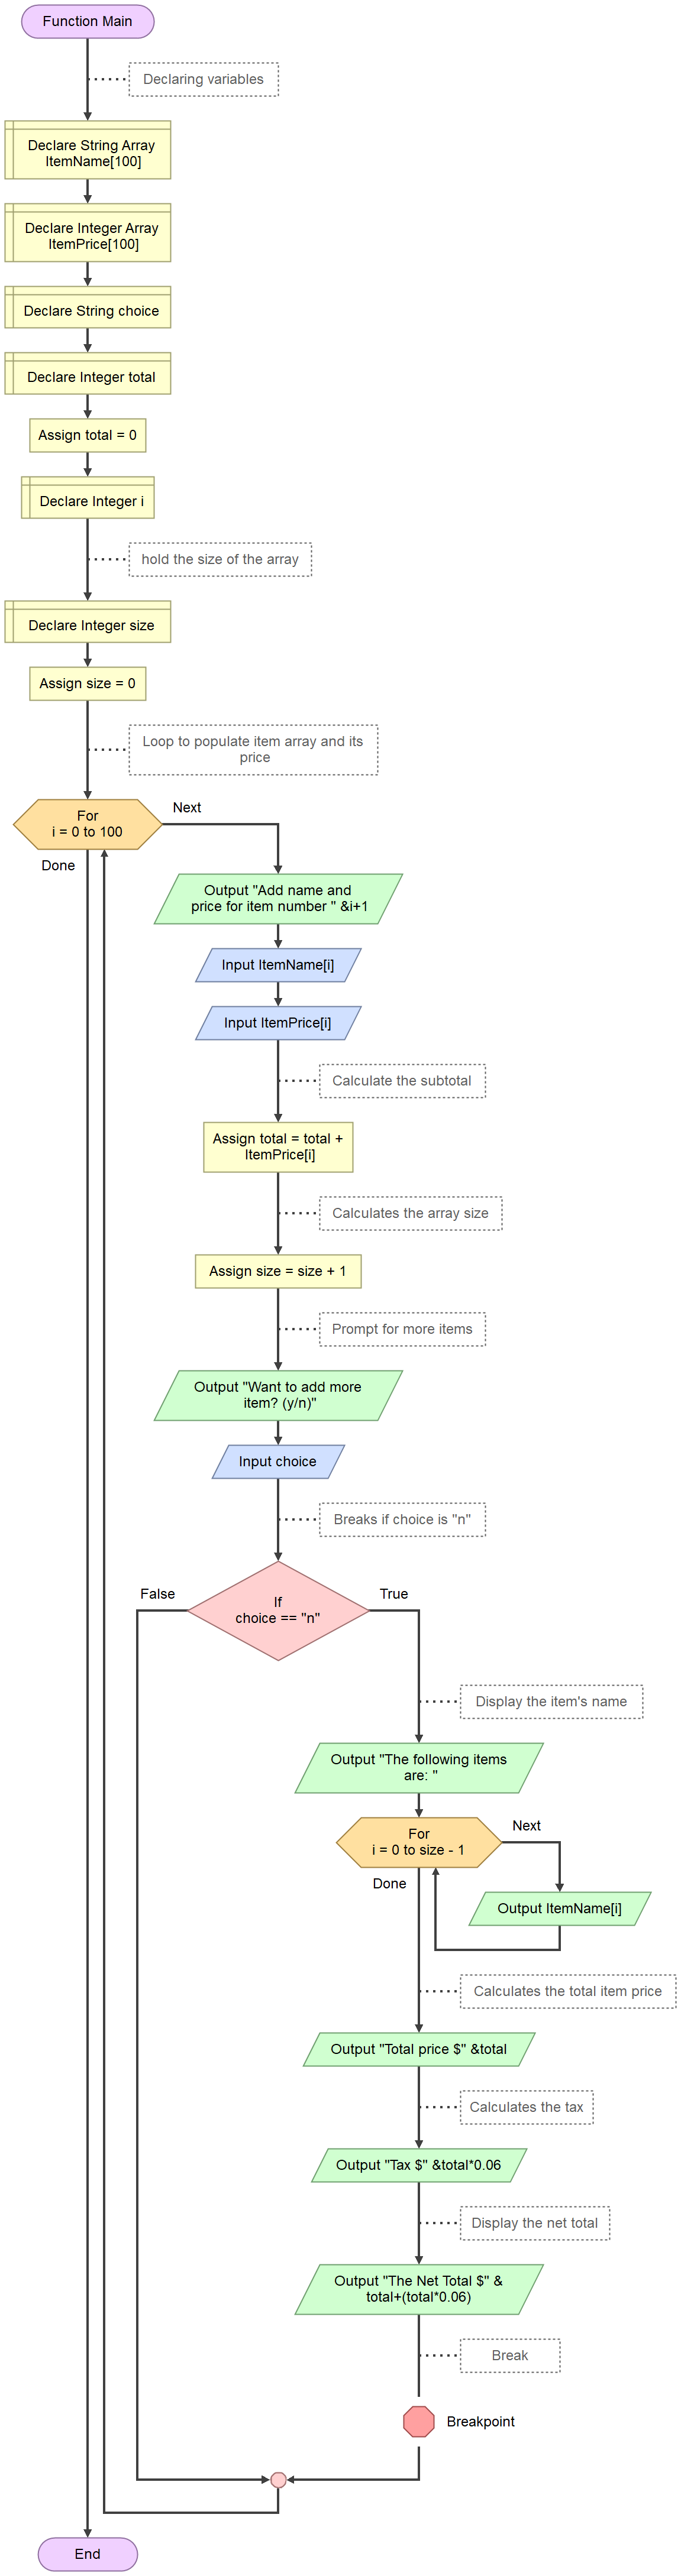 Function Main
Declaring variables
Declare String Array
ItemName[100]
Declare Integer Array
ItemPrice[100]
Declare String choice
Declare Integer total
Assign total = 0
Declare Integer i
hold the size of the array
Declare Integer size
Assign size = 0
Loop to populate item array and its
price
For
i = 0 to 100
Next
Done
Output "Add name and
price for item number " &i+1
Input ItemName[i]
Input ItemPrice[i]
Calculate the subtotal
Assign total = total +
ItemPrice[i]
Calculates the array size
Assign size = size + 1
Prompt for more items
Output "Want to add more
item? (y/n)"
Input choice
Breaks if choice is "n"
False
If
choice == "n"
True
Display the item's name
Output "The following items
are: "
For
i = 0 to size - 1
Next
Done
Output ItemName[i]
Calculates the total item price
Output "Total price $" &total
Calculates the tax
Output "Tax $" &total*0.06
Display the net total
Output "The Net Total $" &
total+(total*0.06)
Break
Breakpoint
End